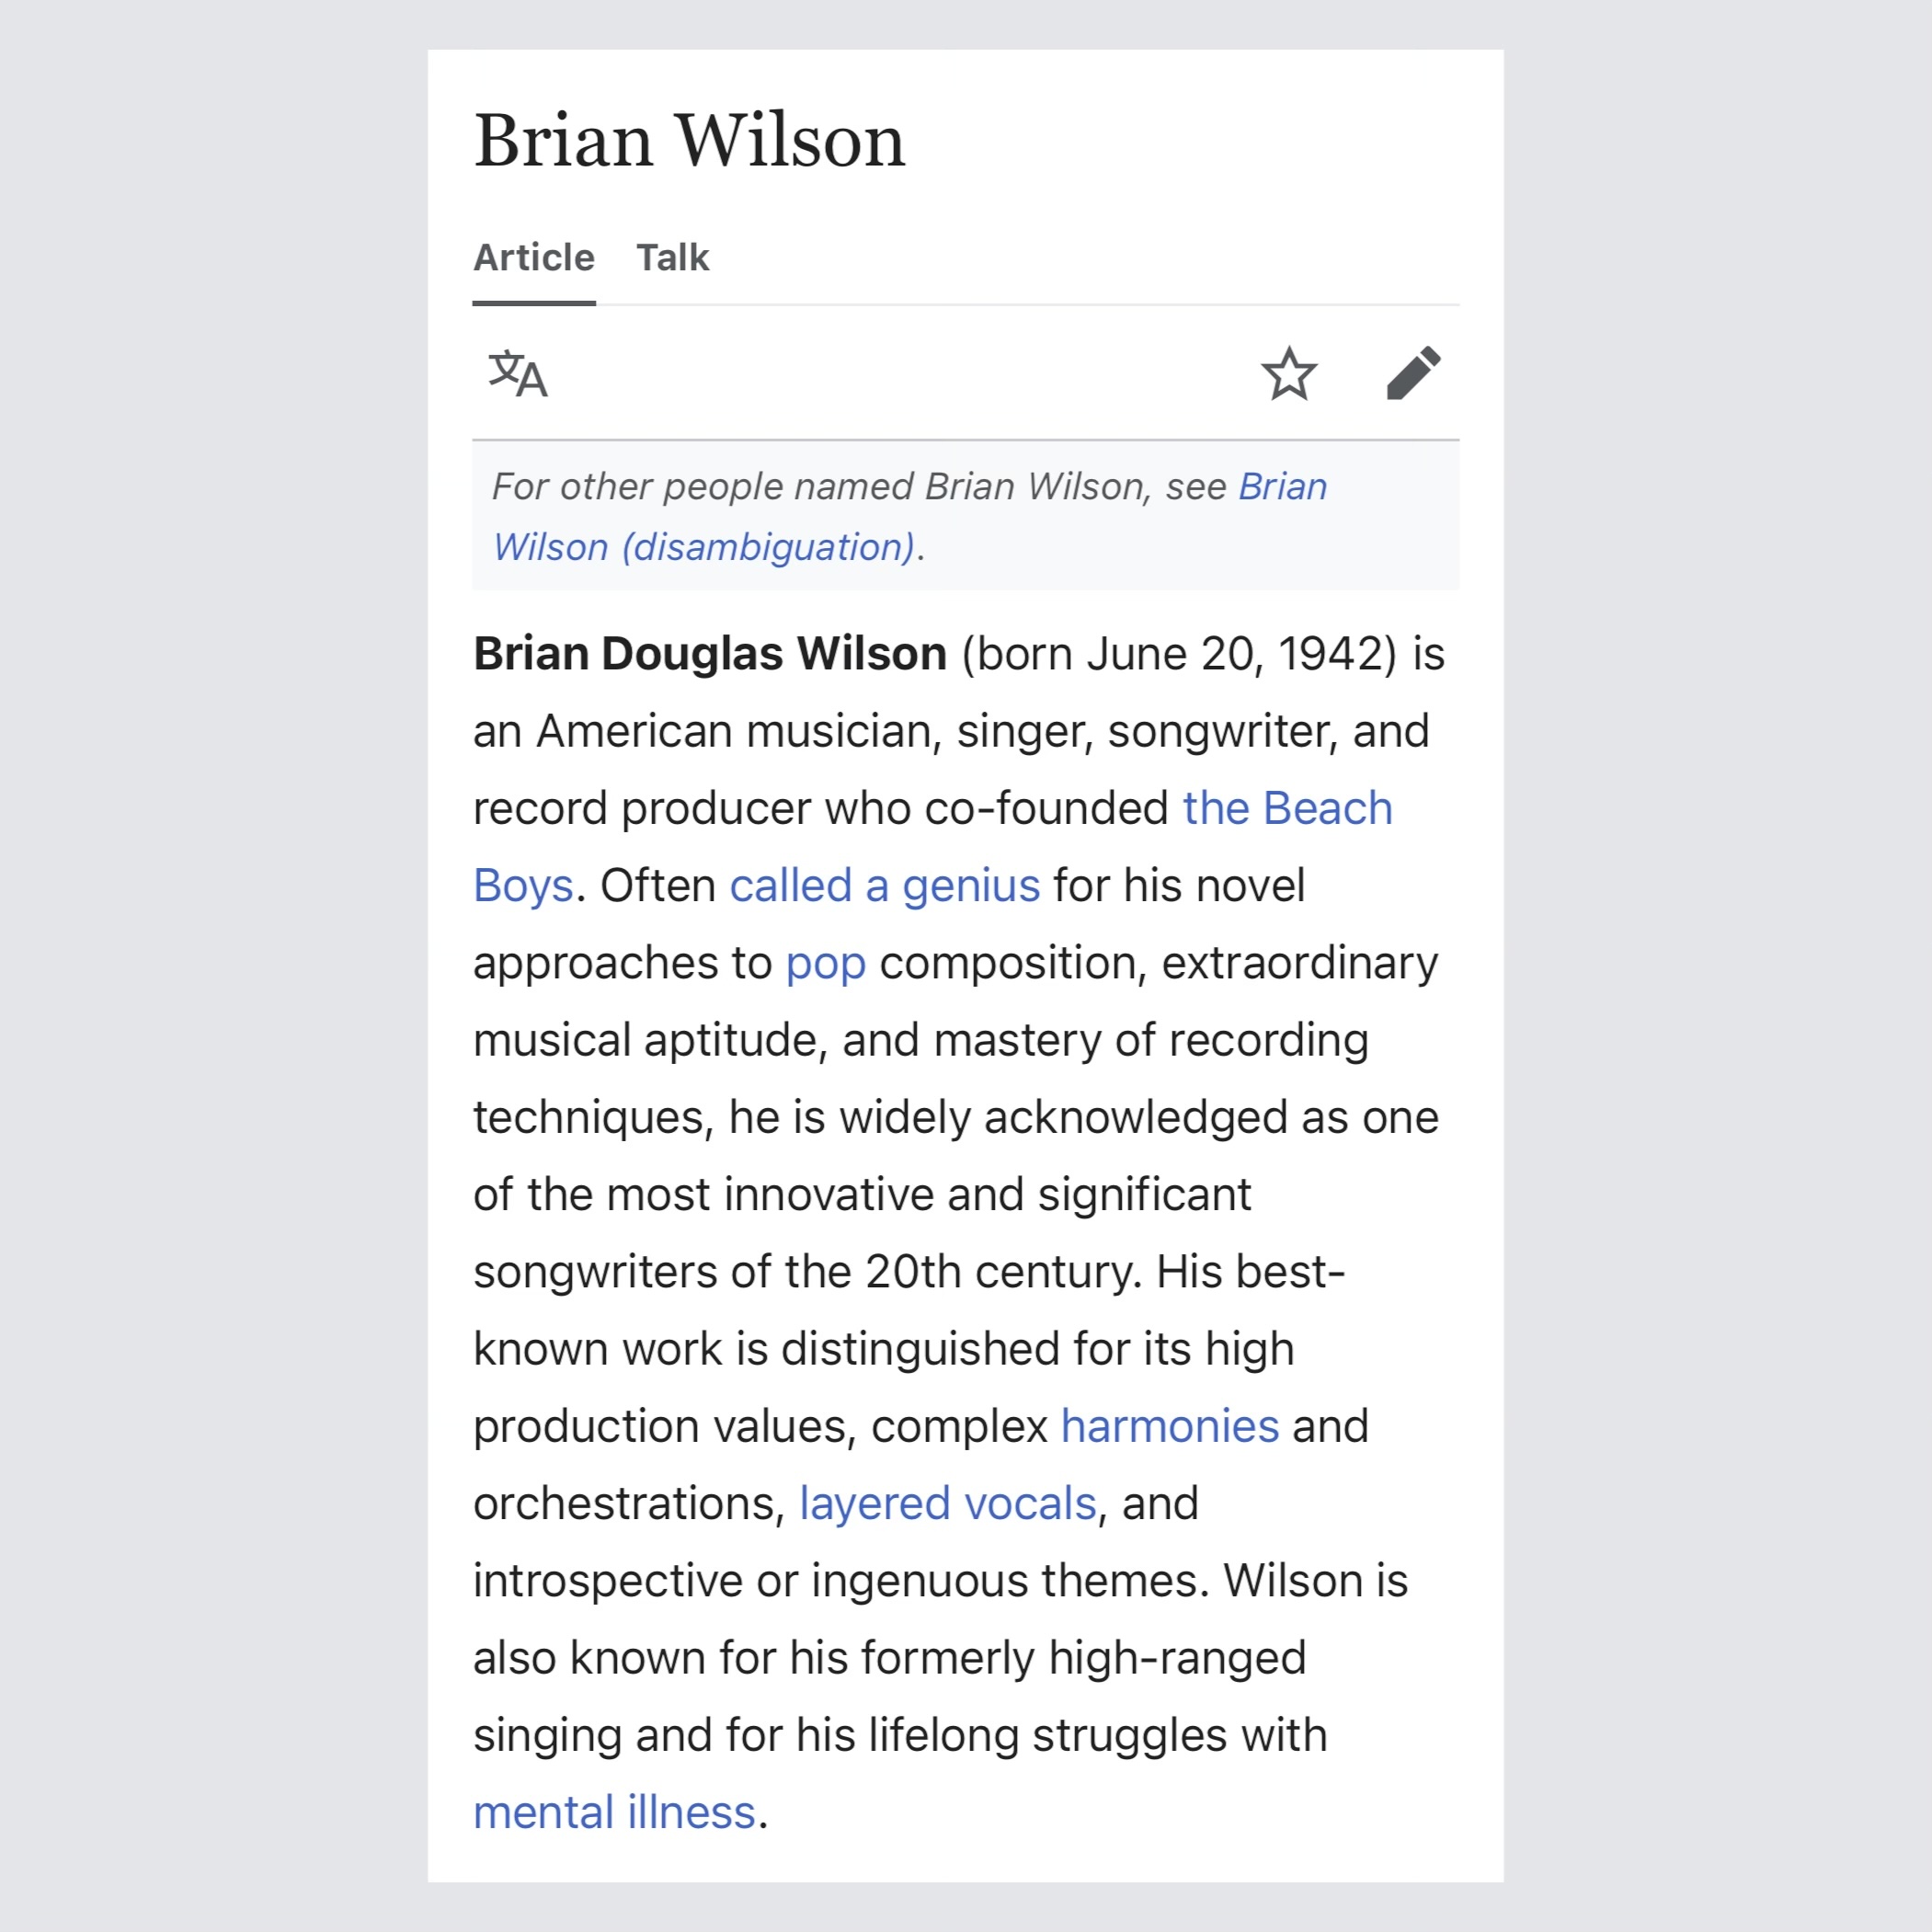 Brian Wilson
Article Talk
文A
For other people named Brian Wilson, see Brian
Wilson (disambiguation).
Brian Douglas Wilson (born June 20, 1942) is
an American musician, singer, songwriter, and
record producer who co-founded the Beach
Boys. Often called a genius for his novel
approaches to pop composition, extraordinary
musical aptitude, and mastery of recording
techniques, he is widely acknowledged as one
of the most innovative and significant
songwriters of the 20th century. His best-
known work is distinguished for its high
production values, complex harmonies and
orchestrations, layered vocals, and
introspective or ingenuous themes. Wilson is
also known for his formerly high-ranged
singing and for his lifelong struggles with
mental illness.